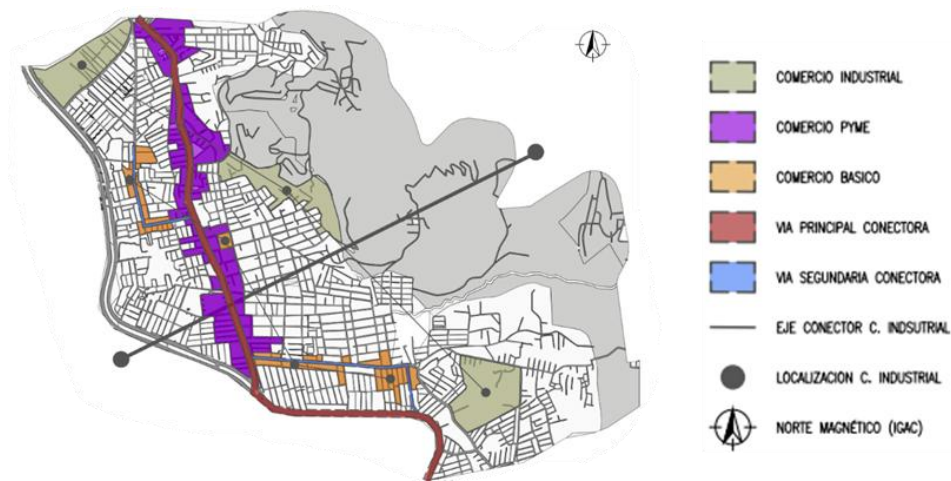 COMERCIO INDUSTRIAL
COMERCIO PYME
COMERCIO BASICO
VIA PRINCIPAL CONECTORA
VIA SEGUNDARIA CONECTORA
EJE CONECTOR C. INDSUTRIAL
LOCALIZACION C. INDUSTRIAL
NORTE MAGNÉTICO (IGAC)